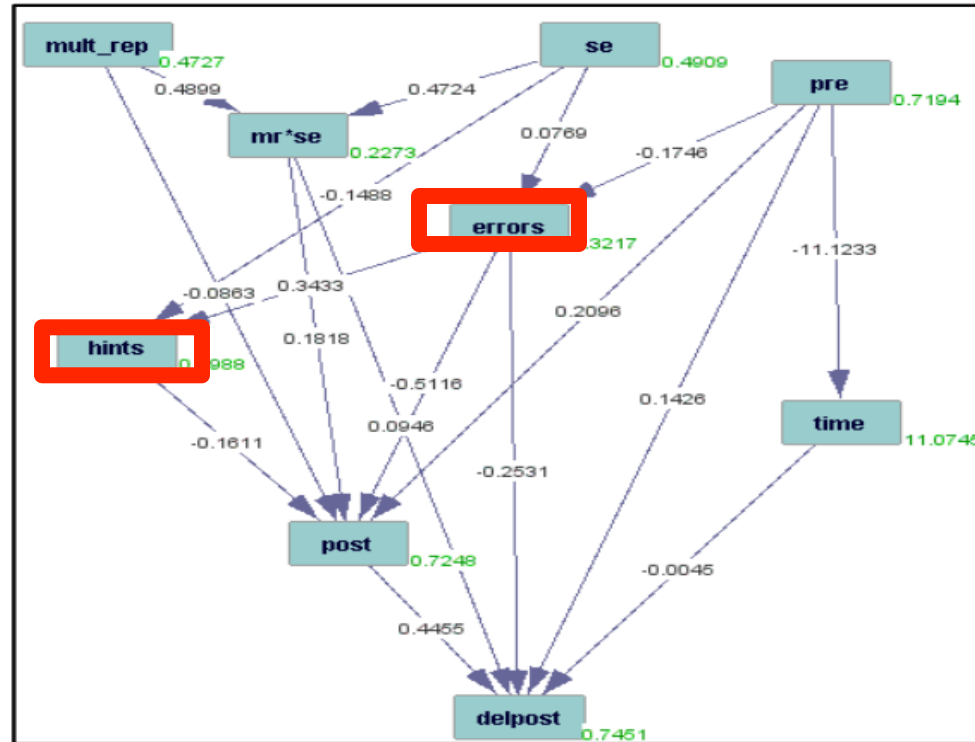 mult_rep
0.4727
se
0.4909
pre
0.7194
0.4899
0.4724
mr*se
0.2273
0.0769
-0.1746
-0.1488
errors
.3217
-11.1233
-0.0863
0.3433
0.2096
hints
988
0.1818
-0.5116
0.1426
time
11.0745
0.0946
-0.1611
-0.2531
post
0.7248
-0.0045
0.4455
delpost
0.7451